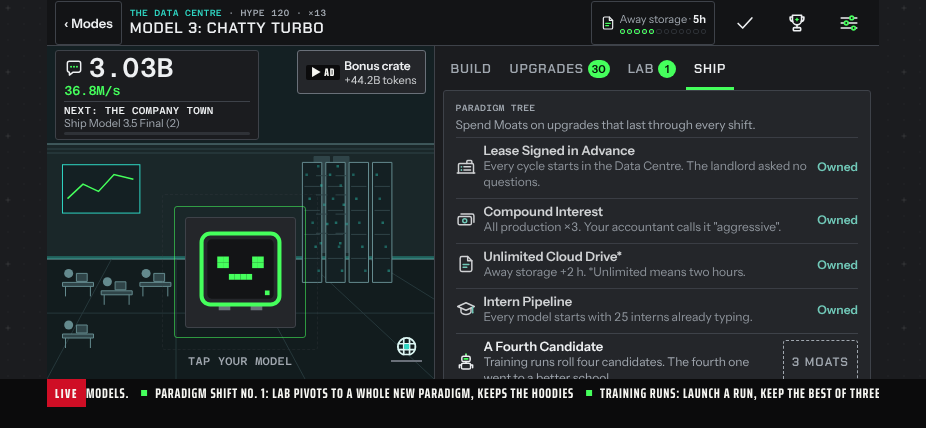 ‹ Modes
THE DATA CENTRE · HYPE 120 · ×13
MODEL 3: CHATTY TURBO
Away storage · 5h
3.03B
36.8M/s
NEXT: THE COMPANY TOWN
Ship Model 3.5 Final (2)
AD
Bonus crate
+44.2B tokens
TAP YOUR MODEL
BUILD UPGRADES 30 LAB 1 SHIP
PARADIGM TREE
Spend Moats on upgrades that last through every shift.
Lease Signed in Advance
Every cycle starts in the Data Centre. The landlord asked no
questions.
Owned
Compound Interest
All production ×3. Your accountant calls it "aggressive".
Owned
Unlimited Cloud Drive*
Away storage +2 h. *Unlimited means two hours.
Owned
Intern Pipeline
Every model starts with 25 interns already typing.
Owned
A Fourth Candidate
Training runs roll four candidates. The fourth one
went to a better school.
3 MOATS
LIVE MODELS. PARADIGM SHIFT NO. 1: LAB PIVOTS TO A WHOLE NEW PARADIGM, KEEPS THE HOODIES TRAINING RUNS: LAUNCH A RUN, KEEP THE BEST OF THREE